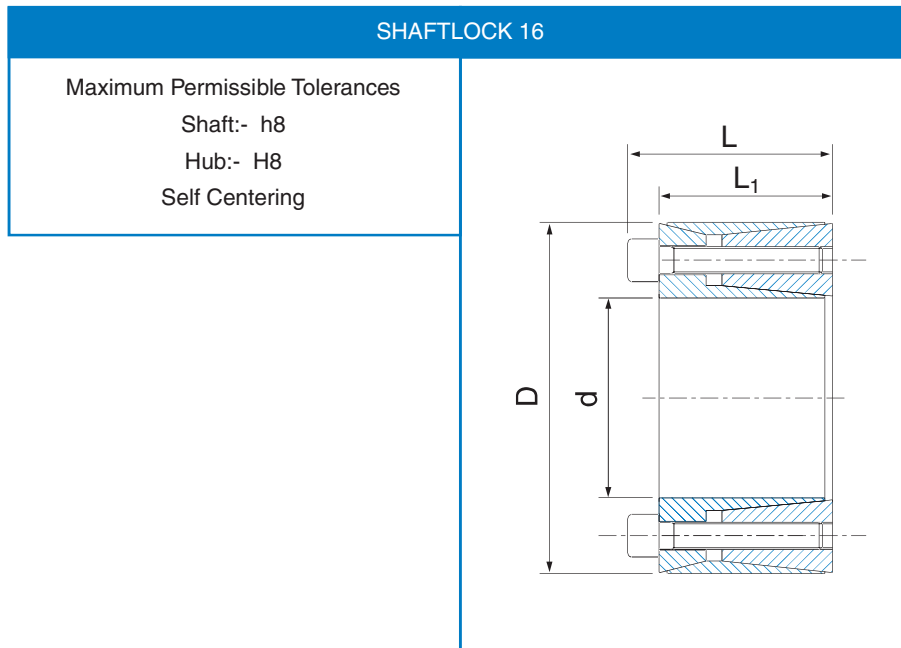 SHAFTLOCK 16
Maximum Permissible Tolerances
Shaft:- h8
Hub:- H8
Self Centering
L
L₁
D
d